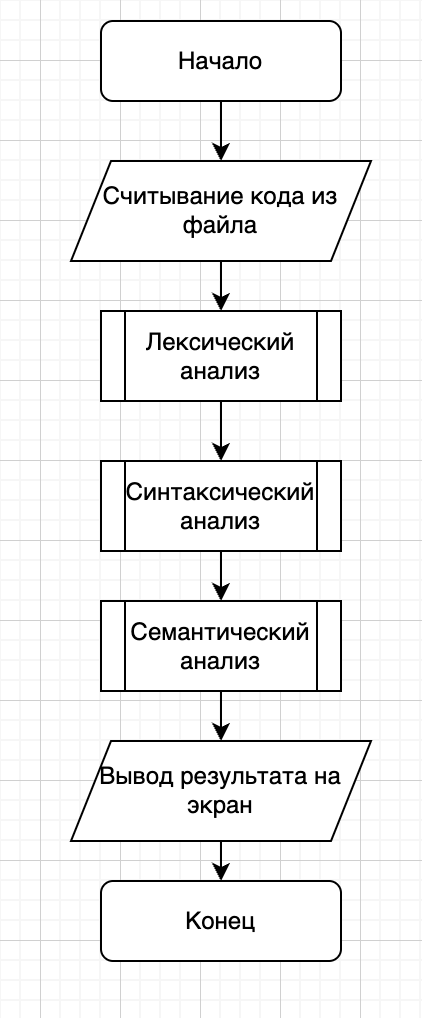 Начало
Считывание кода из
файла
Лексический
анализ
Синтаксический
анализ
Семантический
анализ
Вывод результата на
экран
Конец